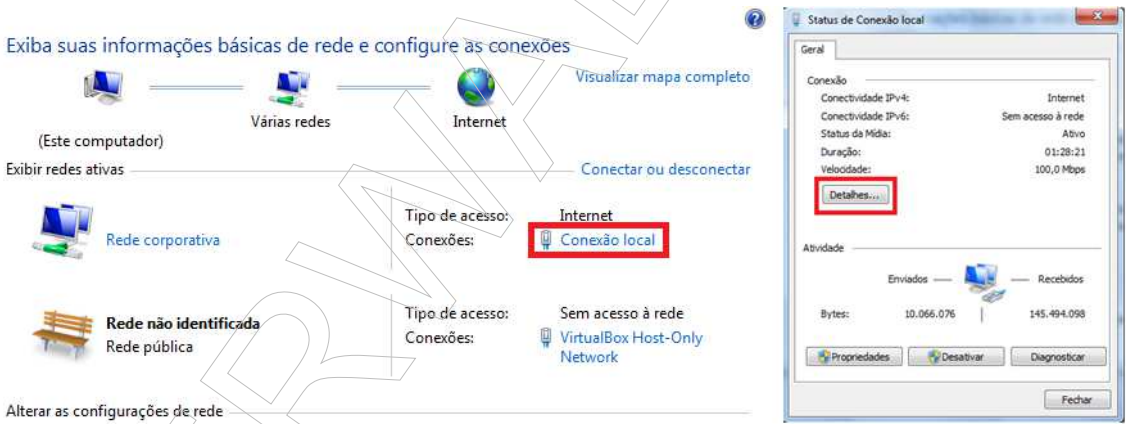 Exiba suas informações básicas de rede e configure as conexões
Visualizar mapa completo
Várias redes
Internet
(Este computador)
Exibir redes ativas
Conectar ou desconectar
Rede corporativa
Tipo de acesso: Internet
Conexões: Conexão local
Rede não identificada
Rede pública
Tipo de acesso: Sem acesso à rede
Conexões: VirtualBox Host-Only
Network
Alterar as configurações de rede
Status de Conexão local
Geral
Conexão
Conectividade IPv4: Internet
Conectividade IPv6: Sem acesso à rede
Status da Mídia: Ativo
Duração: 01:28:21
Velocidade: 100,0 Mbps
Detalhes...
Atividade
Enviados
Recebidos
Bytes: 10.066.076 145.494.098
Propriedades
Desativar
Diagnosticar
Fechar